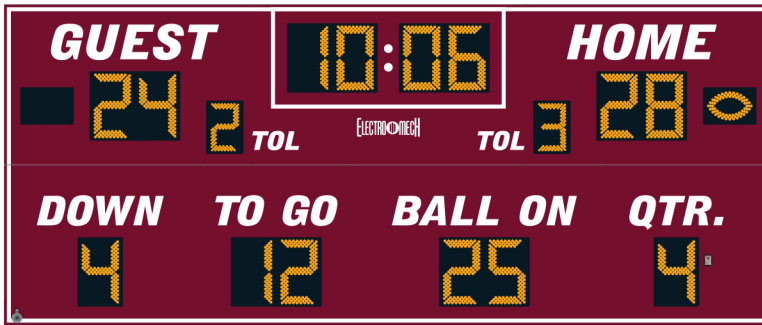 GUEST 10:06 HOME
24 28
2 TOL ELECTRO MECH TOL 3
DOWN TO GO BALL ON QTR.
4 12 25 4